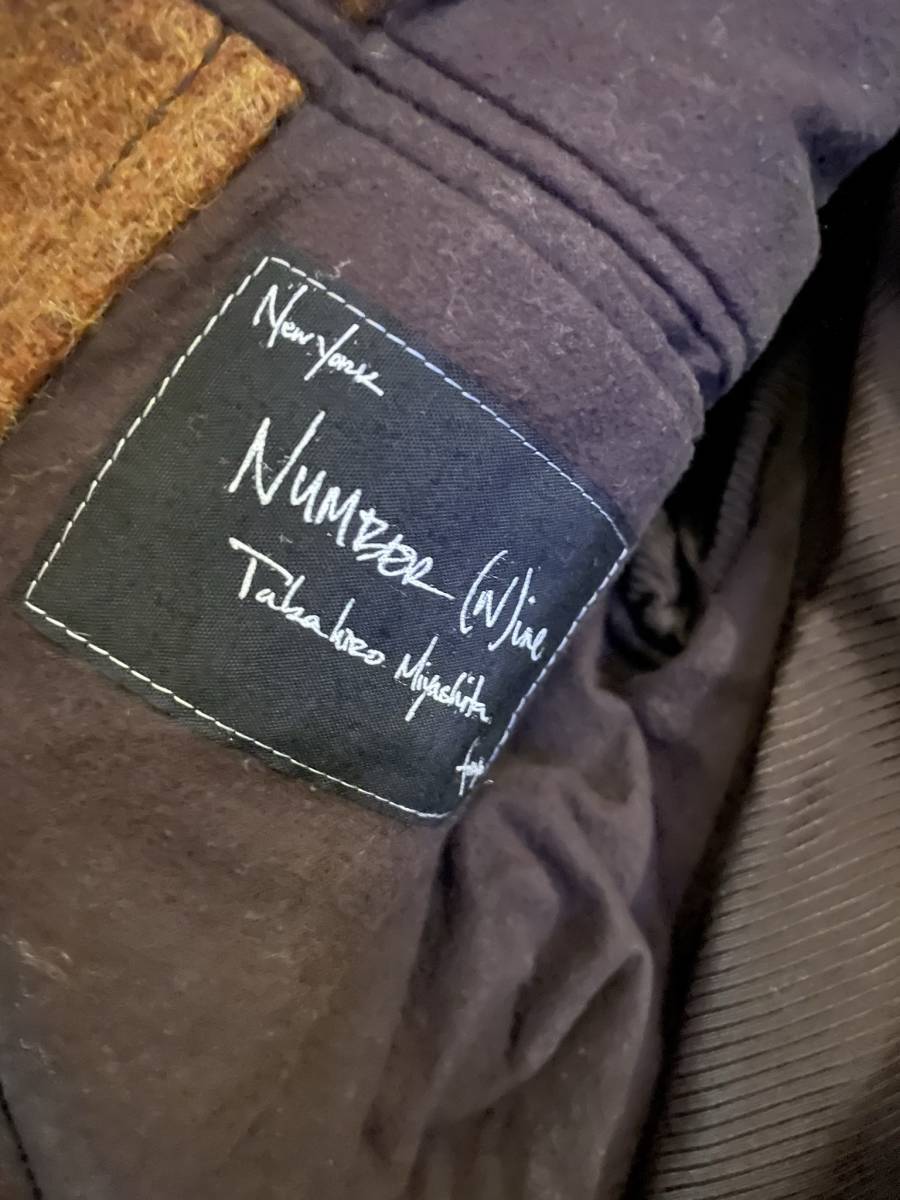 New York
NUMBER (N)ine
Takahiro Miyashita